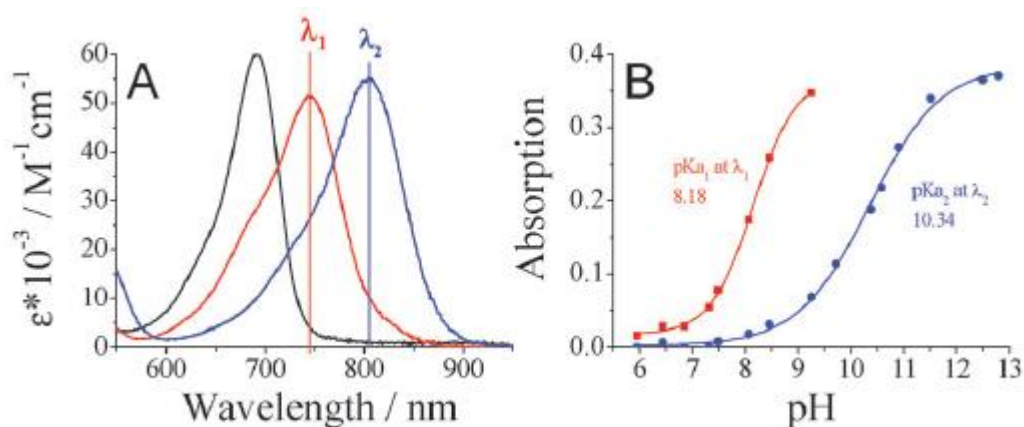 A
λ₁
λ₂
ε*10⁻³ / M⁻¹ cm⁻¹
60
50
40
30
20
10
0
600
700
800
900
Wavelength / nm
B
Absorption
0.4
0.3
0.2
0.1
0.0
pKa₁ at λ₁
8.18
pKa₂ at λ₂
10.34
6 7 8 9 10 11 12 13
pH